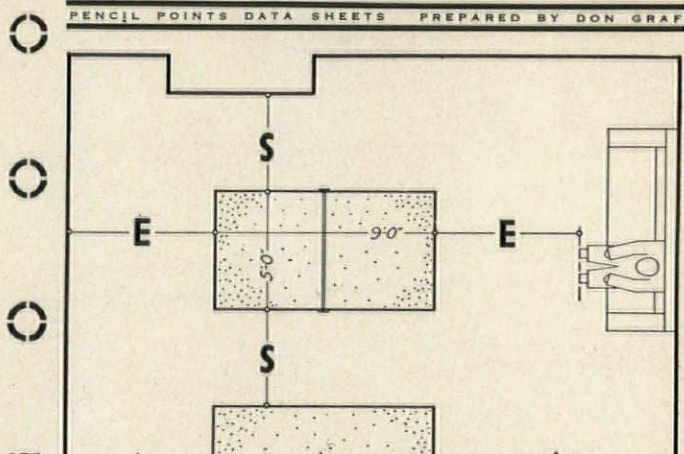 PENCIL POINTS DATA SHEETS PREPARED BY DON GRAF
S
E
9'0"
E
5'0"
S